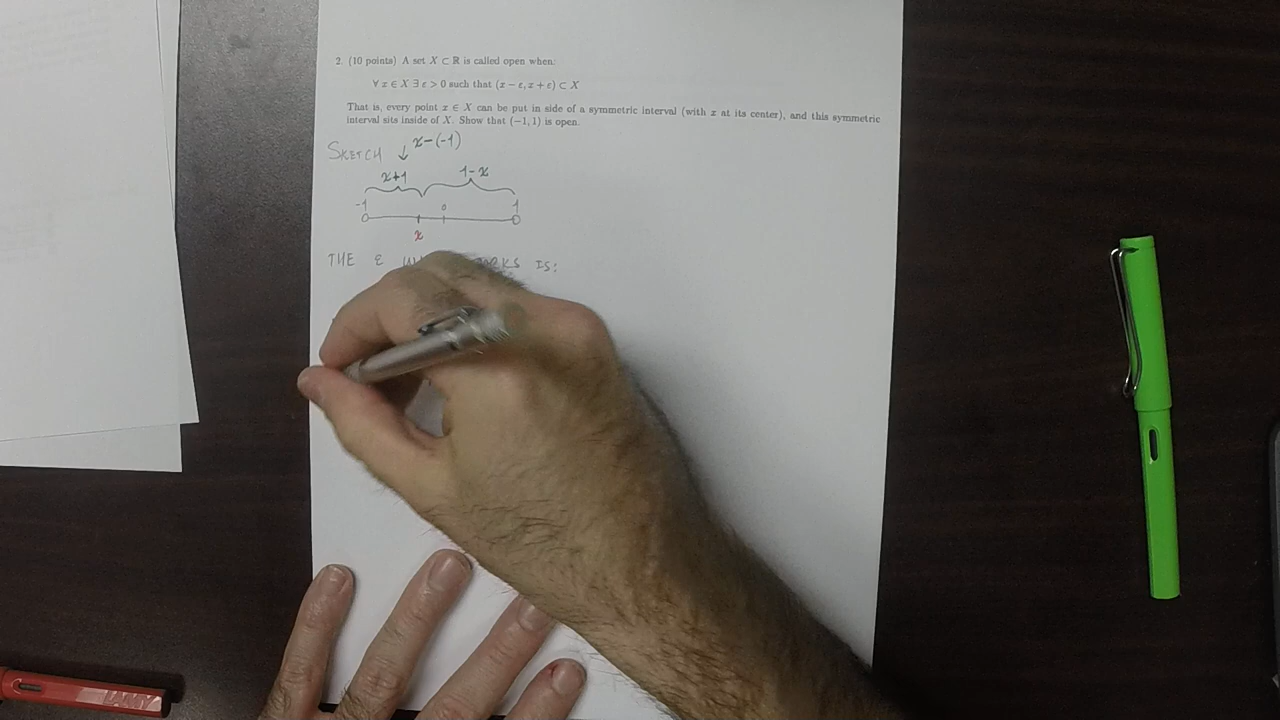 2. (10 points) A set X ⊂ ℝ is called open when:
∀ x ∈ X ∃ ε > 0 such that (x − ε, x + ε) ⊂ X
That is, every point x ∈ X can be put in side of a symmetric interval (with x at its center), and this symmetric
interval sits inside of X. Show that (−1, 1) is open.
SKETCH ↓ x-(-1)
x+1 1-x
-1 0 1
x
THE ε IS: